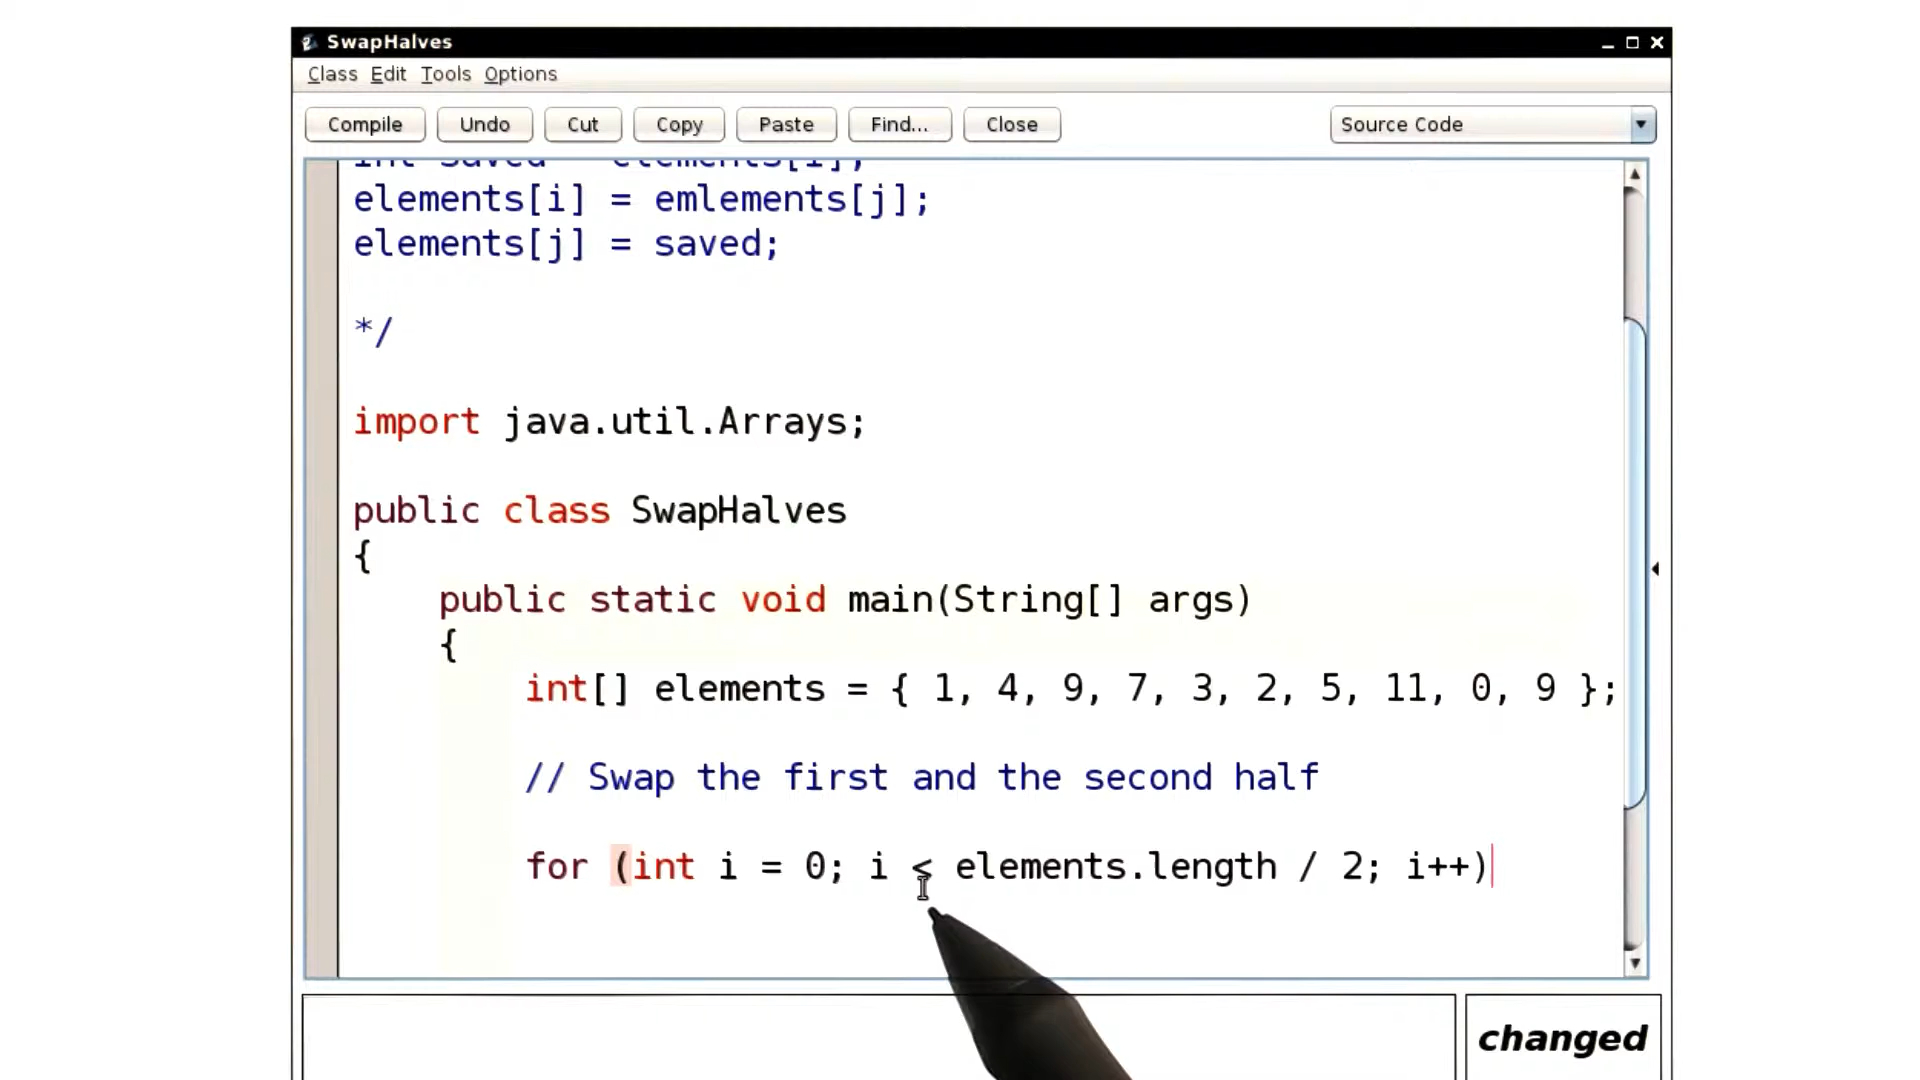 SwapHalves
Class Edit Tools Options
Compile Undo Cut Copy Paste Find... Close Source Code
int saved = elements[i];
elements[i] = emlements[j];
elements[j] = saved;
*/
import java.util.Arrays;
public class SwapHalves
{
public static void main(String[] args)
{
int[] elements = { 1, 4, 9, 7, 3, 2, 5, 11, 0, 9 };
// Swap the first and the second half
for (int i = 0; i < elements.length / 2; i++)
changed